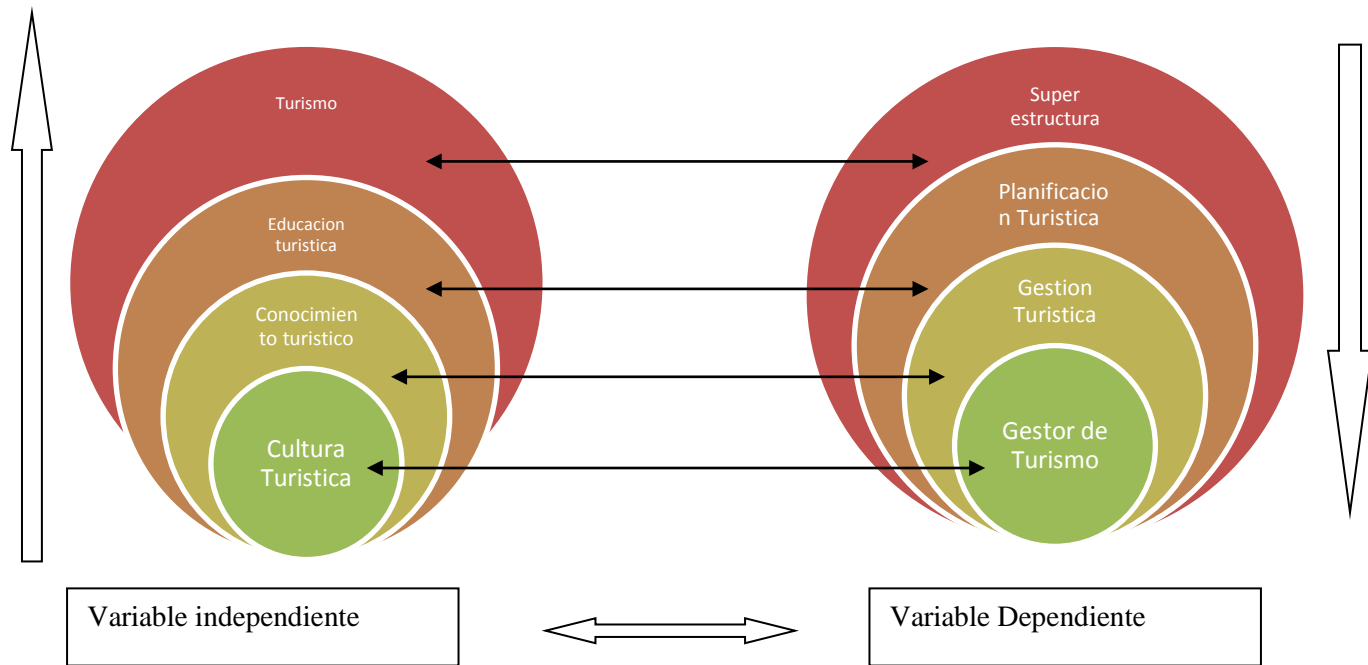 Turismo
Educacion
turistica
Conocimien
to turistico
Cultura
Turistica
Super
estructura
Planificacio
n Turistica
Gestion
Turistica
Gestor de
Turismo
Variable independiente
Variable Dependiente